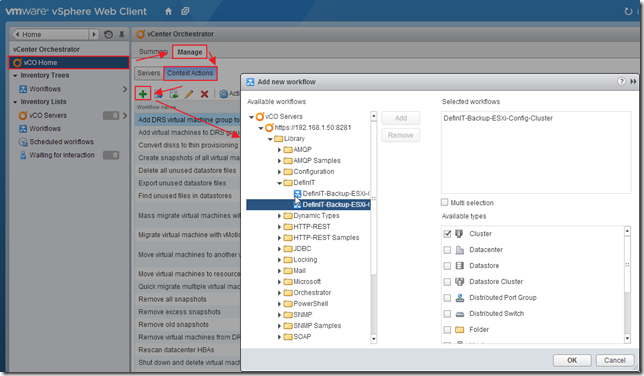 vmware vSphere Web Client
Home
vCenter Orchestrator
vCO Home
Inventory Trees
Workflows
Inventory Lists
vCO Servers
Workflows
Scheduled workflows
Waiting for interaction
vCenter Orchestrator
Summary Manage
Servers Context Actions
Workflow name
Add DRS virtual machine group to
Add virtual machines to DRS gro
Convert disks to thin provisioning
Create snapshots of all virtual m
Delete all unused datastore files
Export unused datastore files
Find unused files in datastores
Mass migrate virtual machines with
Migrate virtual machine with vMotio
Move virtual machines to another v
Move virtual machines to resource
Quick migrate multiple virtual mac
Remove all snapshots
Remove excess snapshots
Remove old snapshots
Remove virtual machines from DR
Rescan datacenter HBAs
Shut down and delete virtual mach
Add new workflow
Available workflows
vCO Servers
https://192.168.1.50:8281
Library
AMQP
AMQP Samples
Configuration
DefinIT
DefinIT-Backup-ESXi-C
DefinIT-Backup-ESXi-C
Dynamic Types
HTTP-REST
HTTP-REST Samples
JDBC
Locking
Mail
Microsoft
Orchestrator
PowerShell
SNMP
SNMP Samples
SOAP
Add
Remove
Selected workflows
DefinIT-Backup-ESXi-Config-Cluster
Multi selection
Available types
Cluster
Datacenter
Datastore
Datastore Cluster
Distributed Port Group
Distributed Switch
Folder
OK
Cancel